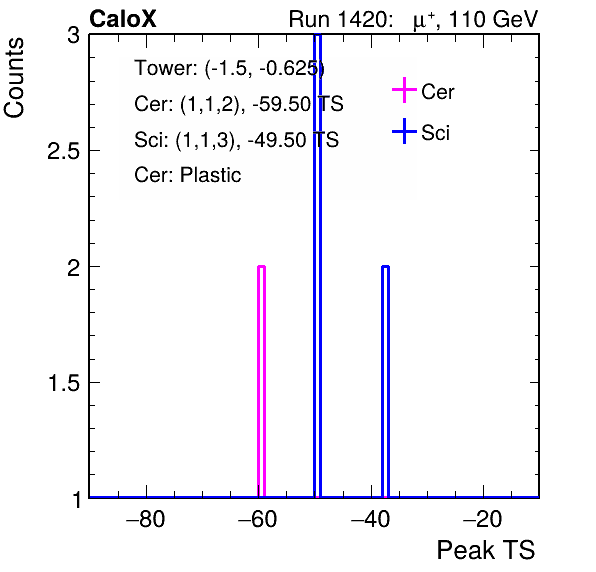 CaloX Run 1420: μ⁺, 110 GeV
Counts
Tower: (-1.5, -0.625)
Cer: (1,1,2), -59.50 TS
Sci: (1,1,3), -49.50 TS
Cer: Plastic
Cer
Sci
3
2.5
2
1.5
1
−80 −60 −40 −20
Peak TS